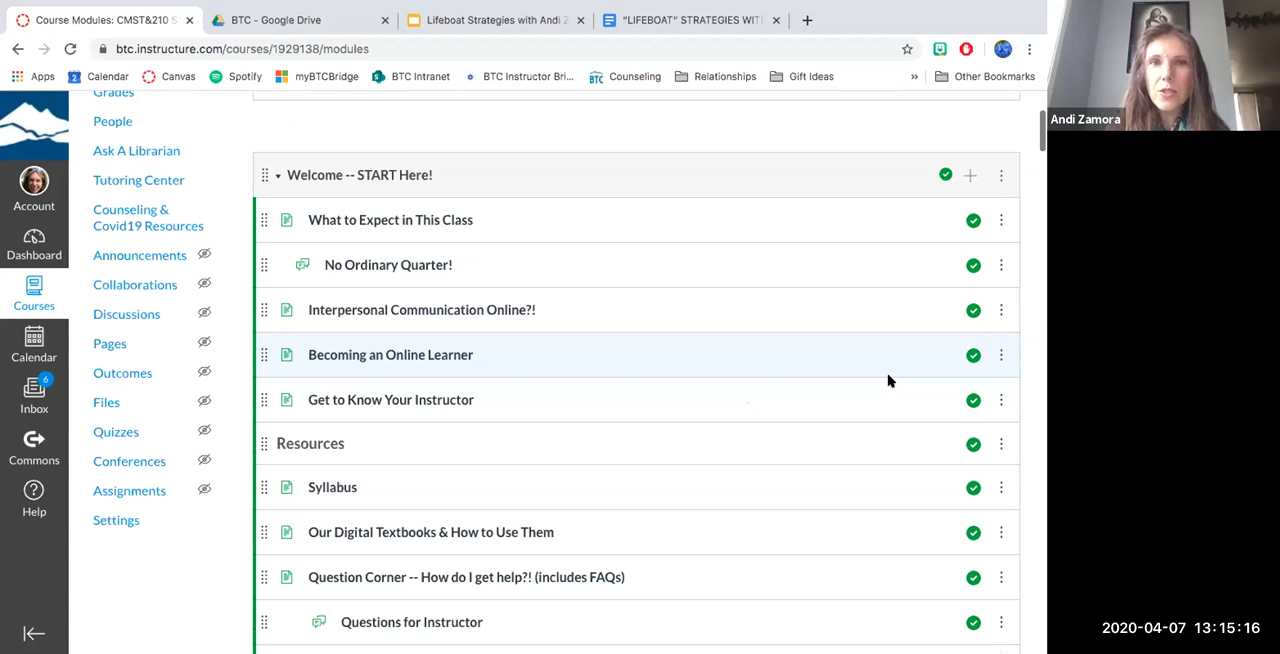 Course Modules: CMST&210 S
BTC - Google Drive
Lifeboat Strategies with Andi Z
"LIFEBOAT" STRATEGIES WIT
btc.instructure.com/courses/1929138/modules
Apps
Calendar
Canvas
Spotify
myBTCBridge
BTC Intranet
BTC Instructor Bri...
Counseling
Relationships
Gift Ideas
»
Other Bookmarks
Account
Dashboard
Courses
Calendar
6
Inbox
Commons
Help
Grades
People
Ask A Librarian
Tutoring Center
Counseling &
Covid19 Resources
Announcements
Collaborations
Discussions
Pages
Outcomes
Files
Quizzes
Conferences
Assignments
Settings
Welcome -- START Here!
What to Expect in This Class
No Ordinary Quarter!
Interpersonal Communication Online?!
Becoming an Online Learner
Get to Know Your Instructor
Resources
Syllabus
Our Digital Textbooks & How to Use Them
Question Corner -- How do I get help?! (includes FAQs)
Questions for Instructor
Andi Zamora
2020-04-07 13:15:16